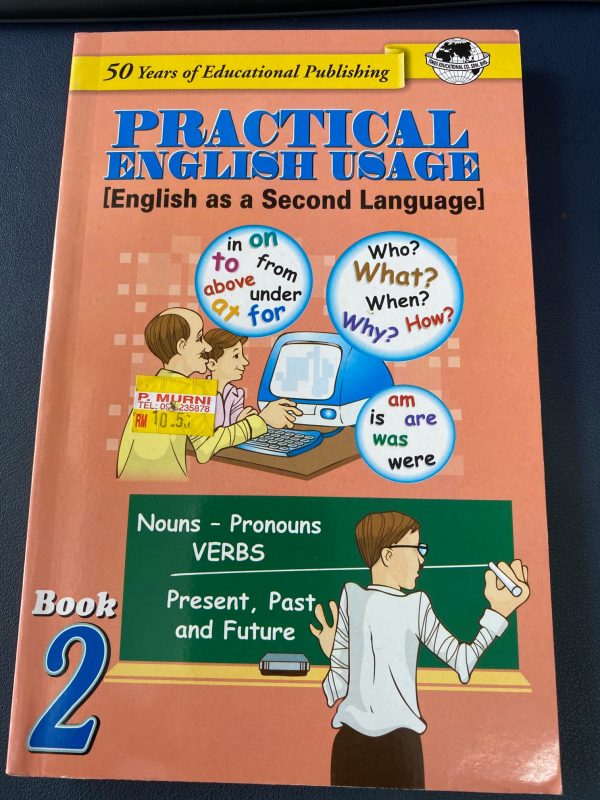 50 Years of Educational Publishing
PRACTICAL
ENGLISH USAGE
[English as a Second Language]
in on
to from
above
under
at for
Who?
What?
When?
Why? How?
am
is are
was
were
P. MURNI
RM 10.50
Nouns – Pronouns
VERBS
Present, Past
and Future
Book
2